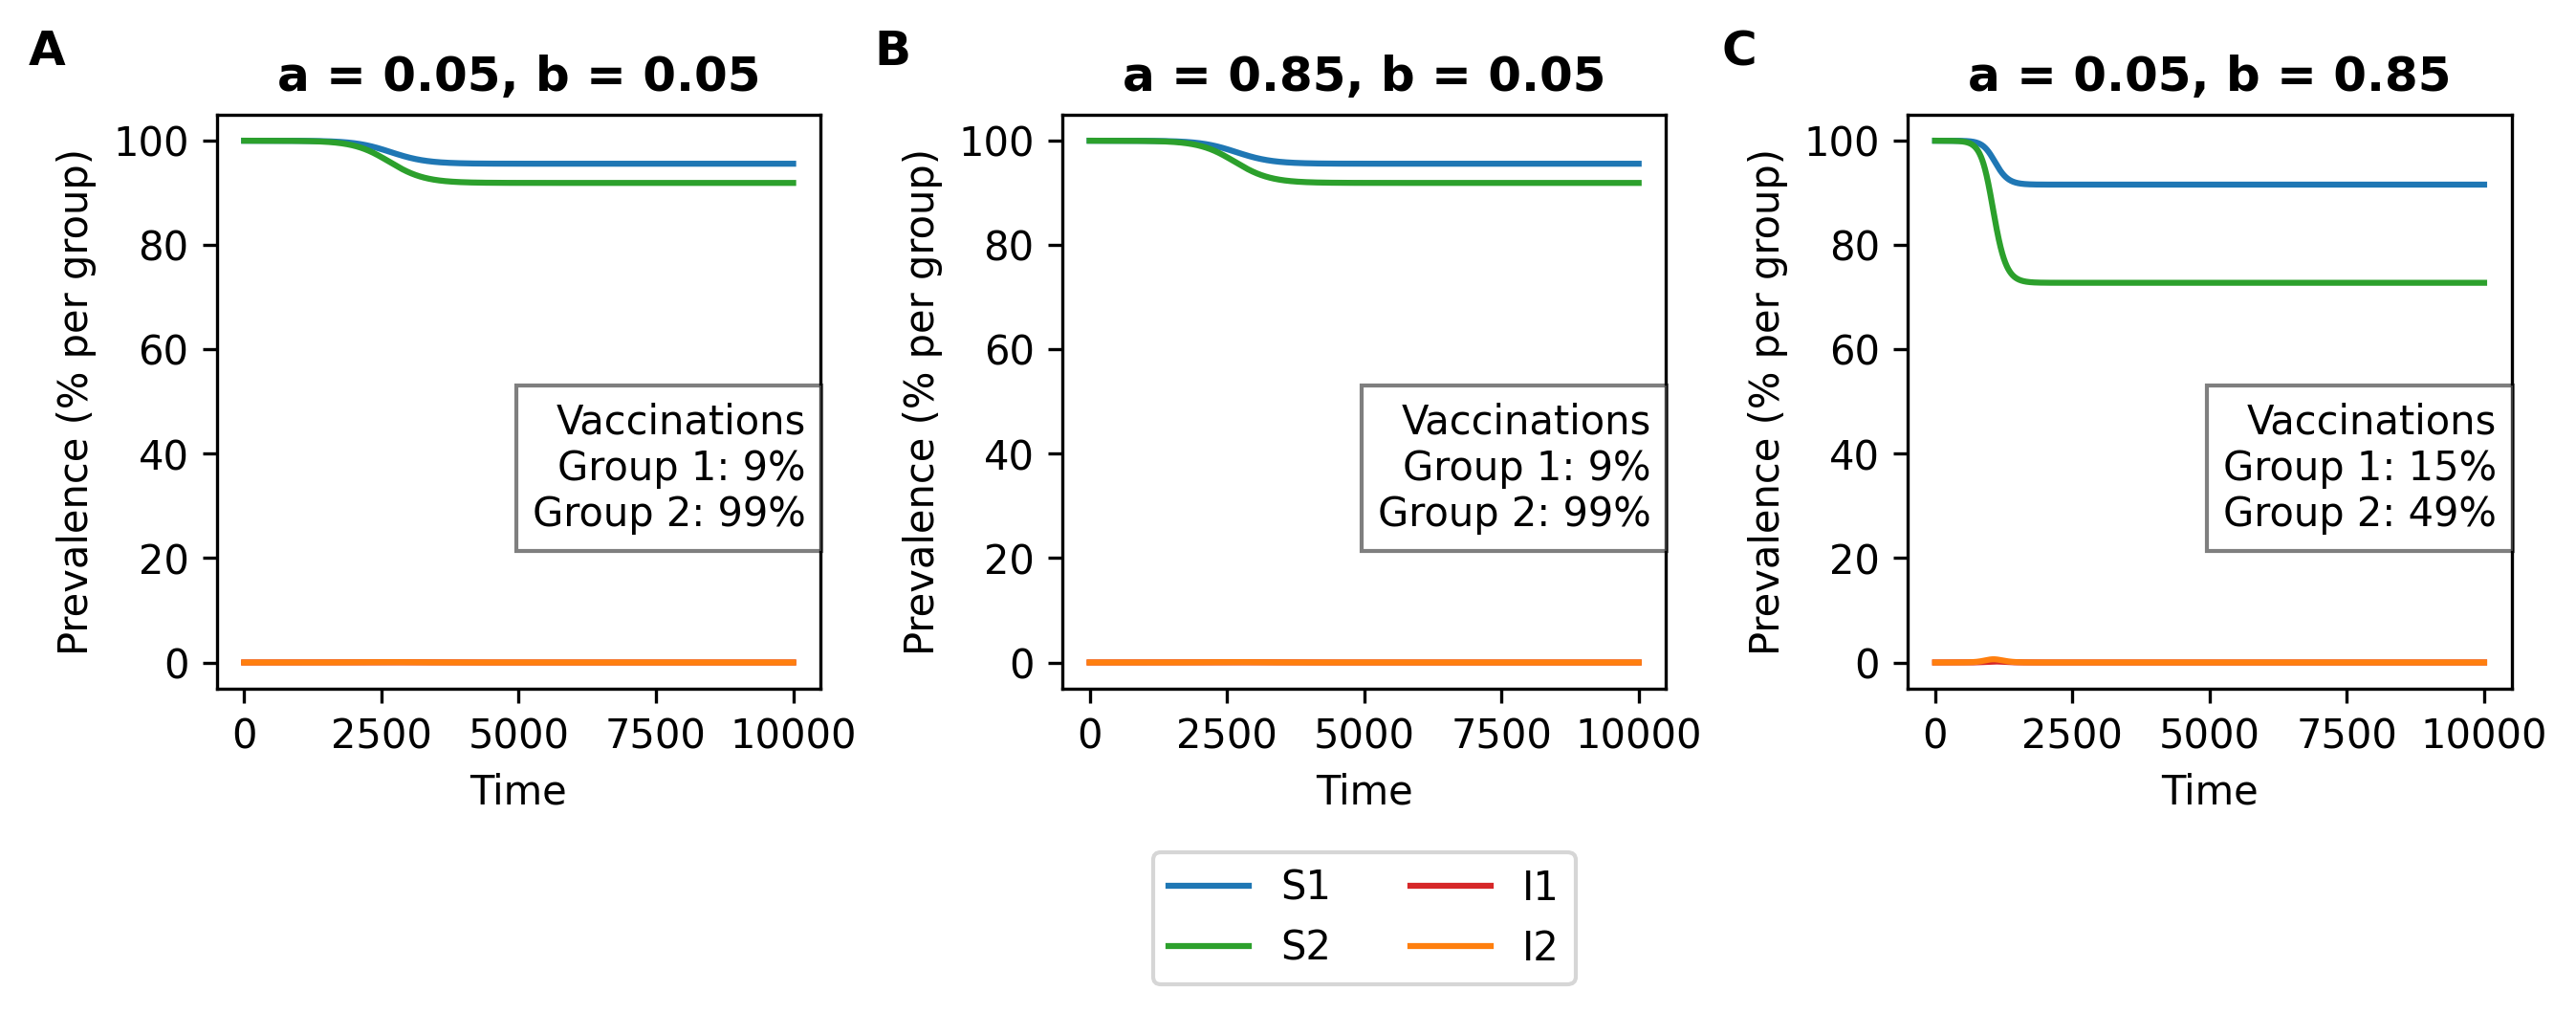 A
a = 0.05, b = 0.05
Prevalence (% per group)
100
80
60
40
20
0
Vaccinations
Group 1: 9%
Group 2: 99%
0 2500 5000 7500 10000
Time
B
a = 0.85, b = 0.05
Prevalence (% per group)
100
80
60
40
20
0
Vaccinations
Group 1: 9%
Group 2: 99%
0 2500 5000 7500 10000
Time
C
a = 0.05, b = 0.85
Prevalence (% per group)
100
80
60
40
20
0
Vaccinations
Group 1: 15%
Group 2: 49%
0 2500 5000 7500 10000
Time
S1 I1
S2 I2